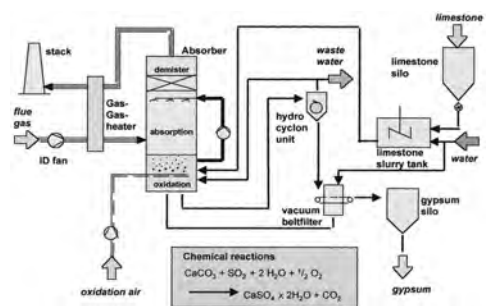 limestone
stack
Absorber
demister
waste
water
limestone
silo
flue
gas
Gas-
Gas-
heater
absorption
hydro
cyclon
unit
ID fan
limestone
slurry tank
water
oxidation
vacuum
beltfilter
gypsum
silo
Chemical reactions
CaCO₃ + SO₂ + 2 H₂O + ¹/₂ O₂
CaSO₄ x 2H₂O + CO₂
oxidation air
gypsum